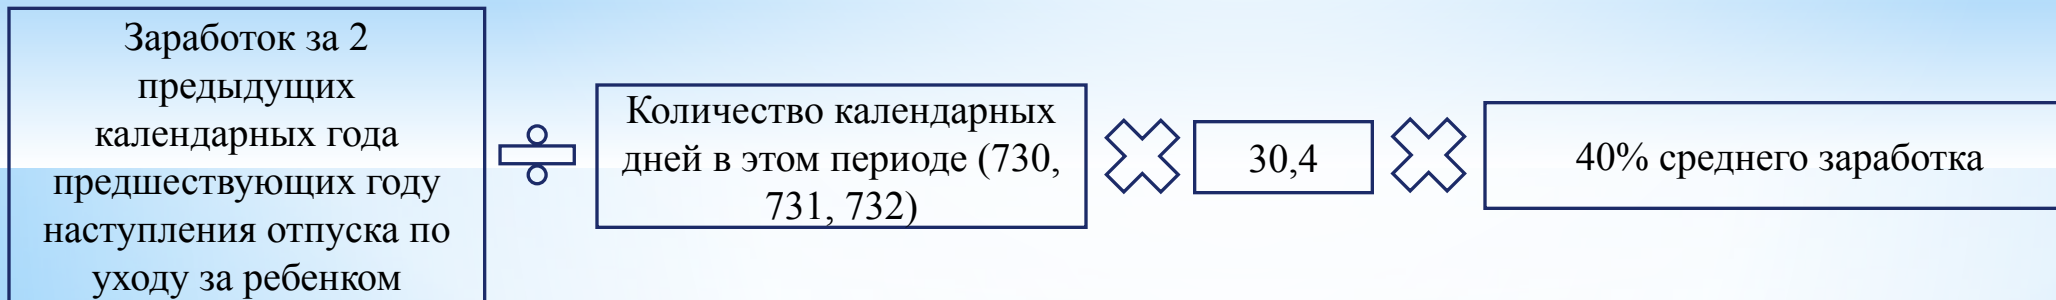 Заработок за 2
предыдущих
календарных года
предшествующих году
наступления отпуска по
уходу за ребенком
Количество календарных
дней в этом периоде (730,
731, 732)
30,4
40% среднего заработка